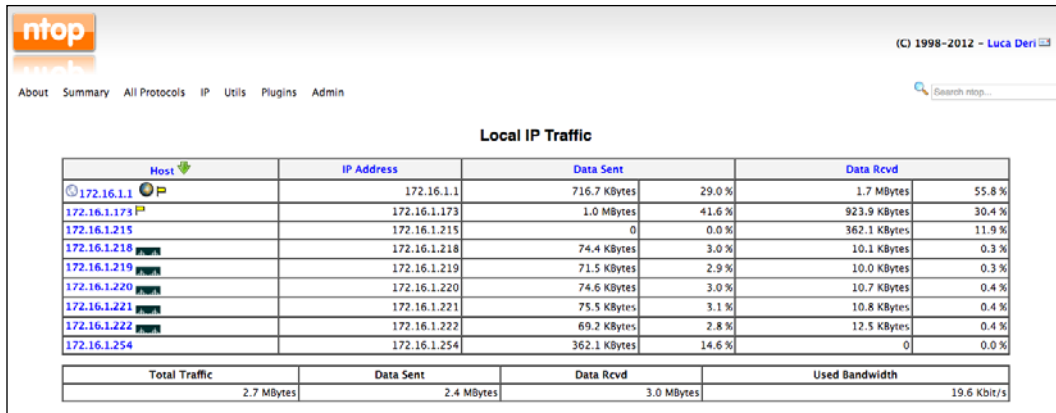 ntop
(C) 1998-2012 - Luca Deri
About Summary All Protocols IP Utils Plugins Admin
Search ntop...
Local IP Traffic
Host IP Address Data Sent Data Rcvd
172.16.1.1 172.16.1.1 716.7 KBytes 29.0 % 1.7 MBytes 55.8 %
172.16.1.173 172.16.1.173 1.0 MBytes 41.6 % 923.9 KBytes 30.4 %
172.16.1.215 172.16.1.215 0 0.0 % 362.1 KBytes 11.9 %
172.16.1.218 172.16.1.218 74.4 KBytes 3.0 % 10.1 KBytes 0.3 %
172.16.1.219 172.16.1.219 71.5 KBytes 2.9 % 10.0 KBytes 0.3 %
172.16.1.220 172.16.1.220 74.6 KBytes 3.0 % 10.7 KBytes 0.4 %
172.16.1.221 172.16.1.221 75.5 KBytes 3.1 % 10.8 KBytes 0.4 %
172.16.1.222 172.16.1.222 69.2 KBytes 2.8 % 12.5 KBytes 0.4 %
172.16.1.254 172.16.1.254 362.1 KBytes 14.6 % 0 0.0 %
Total Traffic Data Sent Data Rcvd Used Bandwidth
2.7 MBytes 2.4 MBytes 3.0 MBytes 19.6 Kbit/s